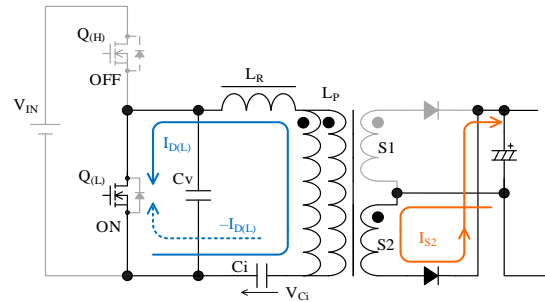 Q(H)
OFF
VIN
LR
LP
ID(L)
S1
Q(L)
Cv
ON
−ID(L)
S2
IS2
Ci
VCi
+